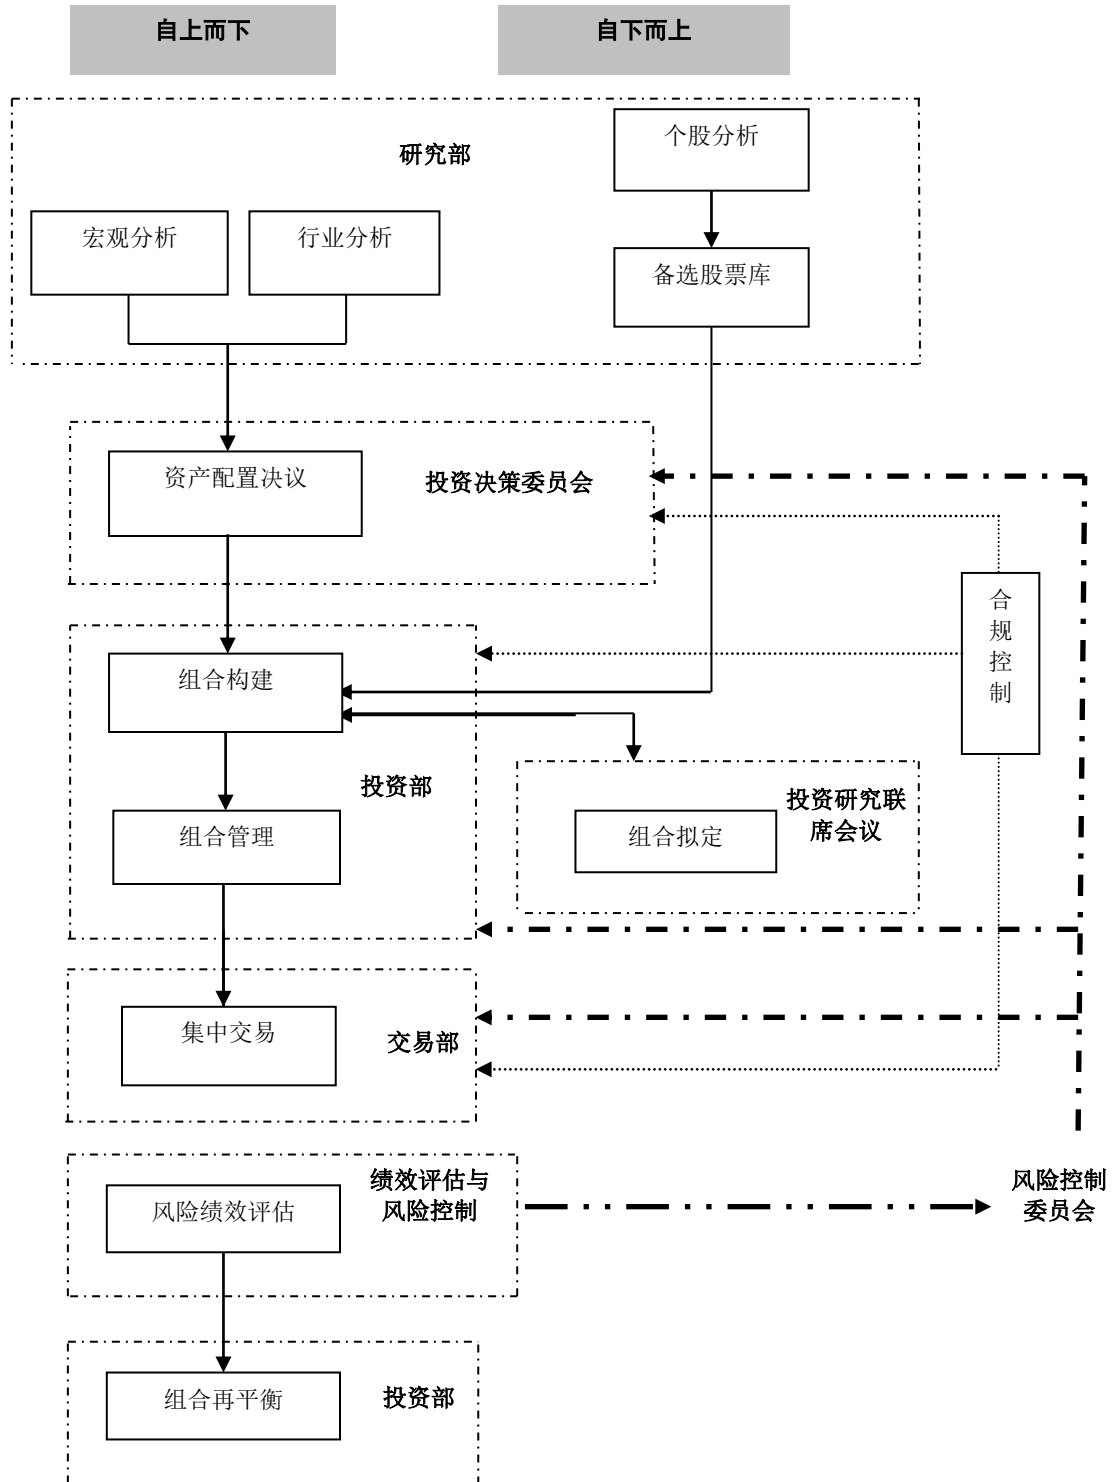 自上而下
自下而上
研究部
个股分析
宏观分析
行业分析
备选股票库
资产配置决议
投资决策委员会
合
规
控
制
组合构建
投资部
投资研究联
席会议
组合管理
组合拟定
集中交易
交易部
绩效评估与
风险控制
风险绩效评估
风险控制
委员会
组合再平衡
投资部